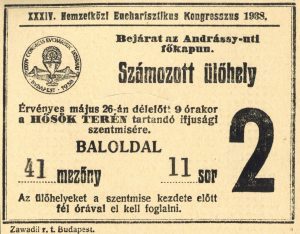 XXXIV. Nemzetközi Eucharisztikus Kongresszus 1938.
Bejárat az Andrássy-uti
főkapun.
Számozott ülőhely
Érvényes május 26-án délelőtt 9 órakor
a HŐSÖK TERÉN tartandó ifjusági
szentmisére.
BALOLDAL
41 mezőny 11 sor
2
Az ülőhelyeket a szentmise kezdete előtt
fél órával el kell foglalni.
Zawadil r. t. Budapest.